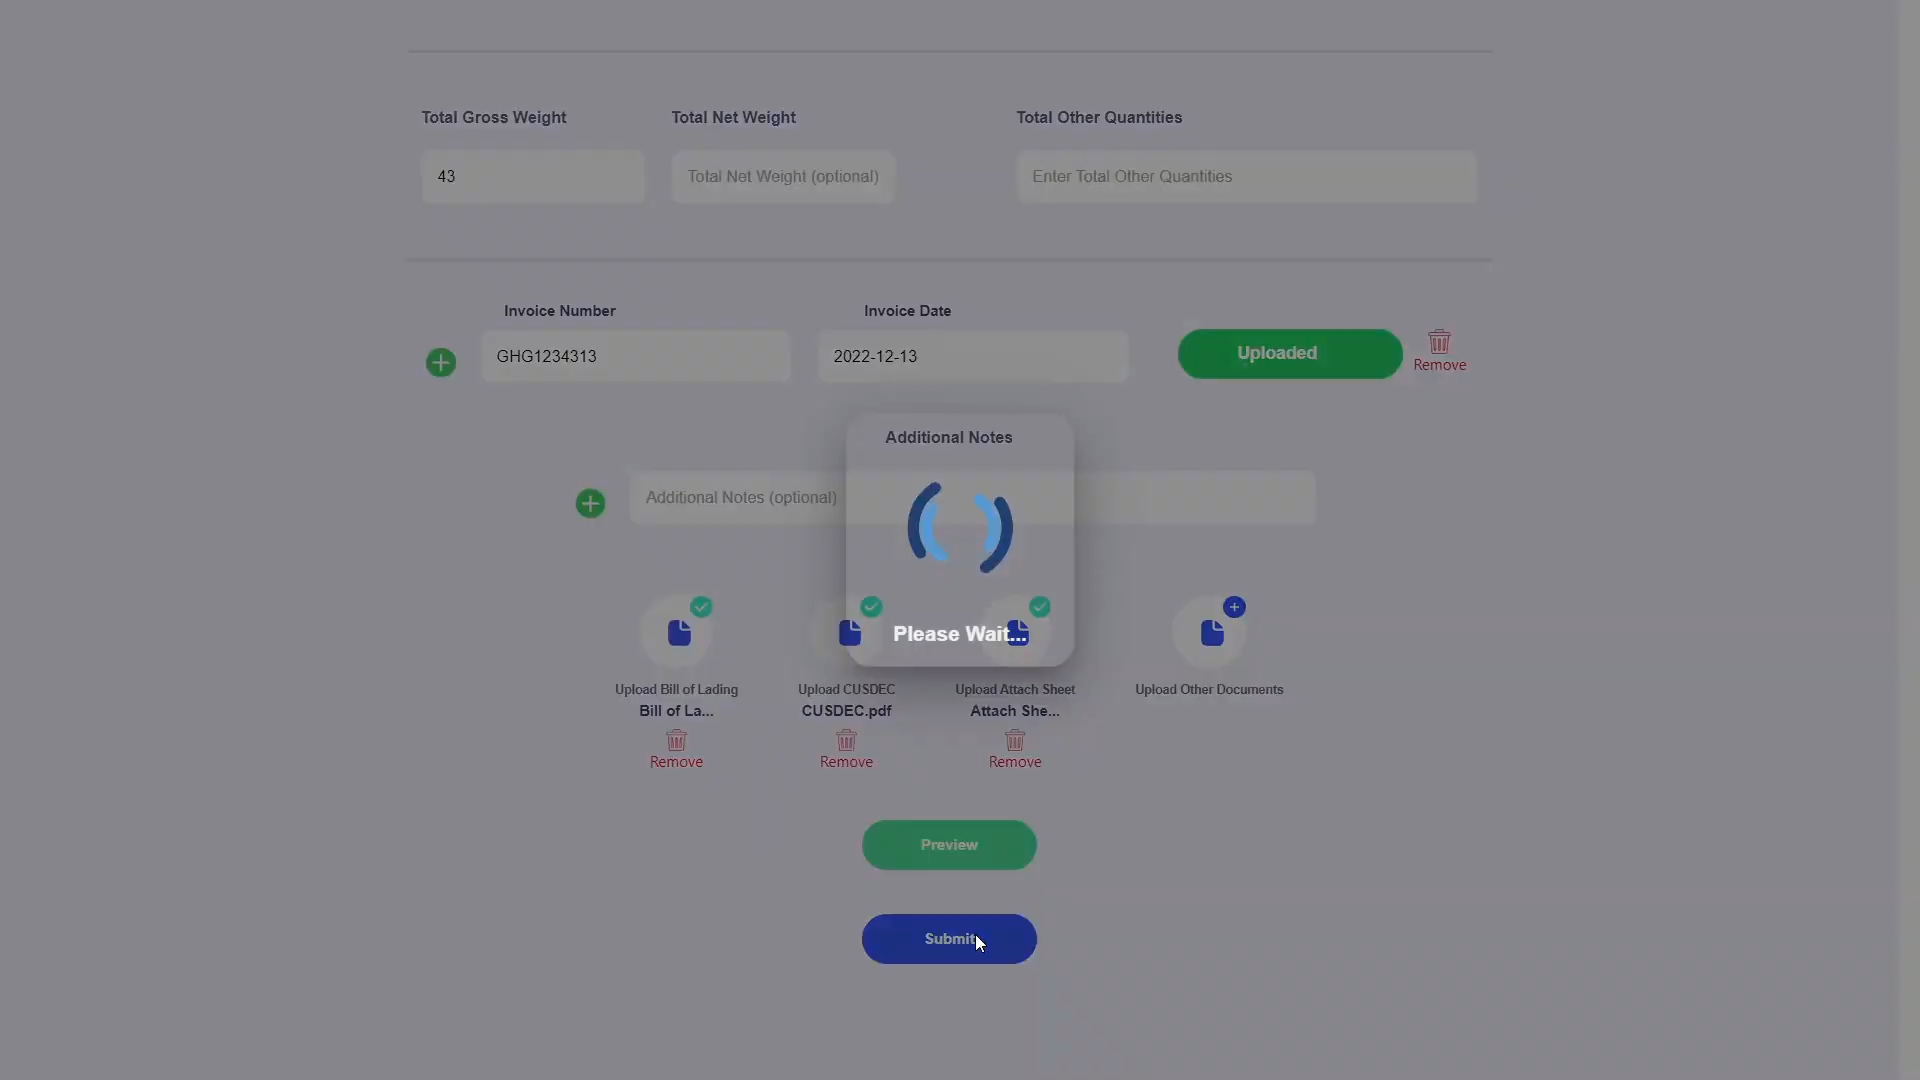 Total Gross Weight
Total Net Weight
Total Other Quantities
43
Total Net Weight (optional)
Enter Total Other Quantities
Invoice Number
Invoice Date
GHG1234313
2022-12-13
Uploaded
Remove
Additional Notes
Additional Notes (optional)
Please Wait...
Upload Bill of Lading
Upload CUSDEC
Upload Attach Sheet
Upload Other Documents
Bill of La...
CUSDEC.pdf
Attach She...
Remove
Remove
Remove
Preview
Submit